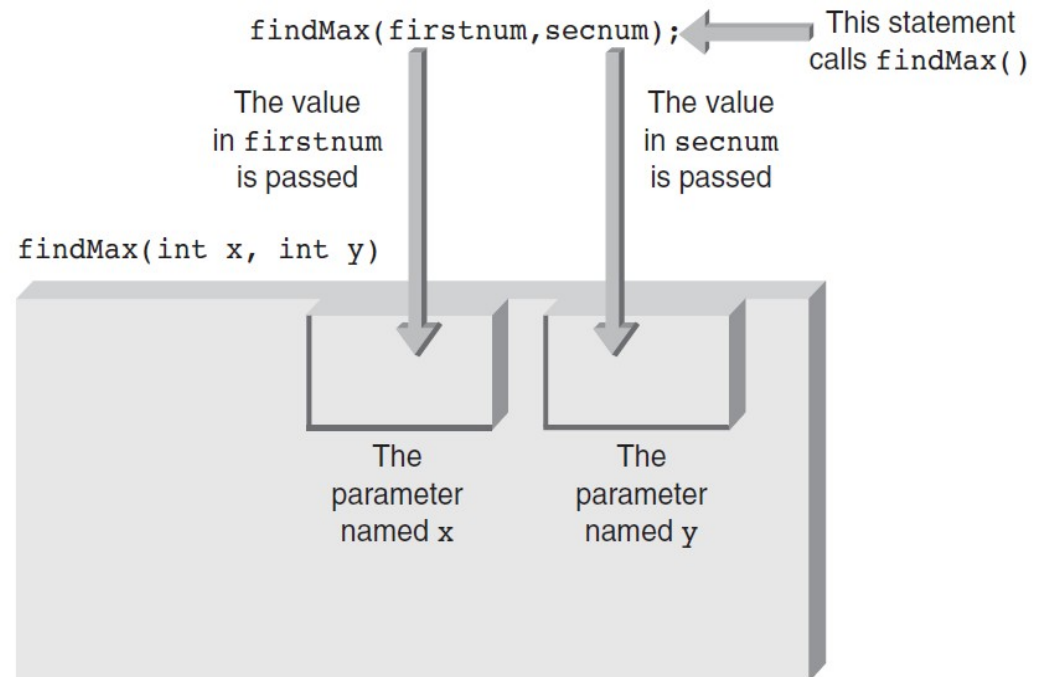 findMax(firstnum,secnum);
This statement
calls findMax()
The value
in firstnum
is passed
The value
in secnum
is passed
findMax(int x, int y)
The
parameter
named x
The
parameter
named y